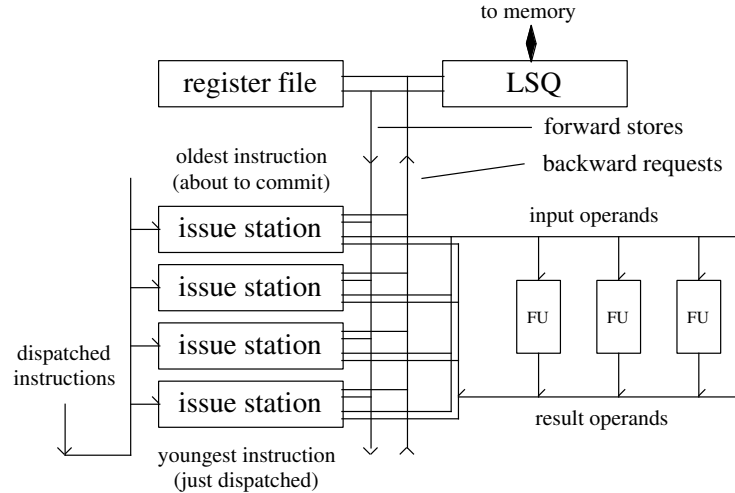 to memory
register file
LSQ
forward stores
oldest instruction
(about to commit)
backward requests
issue station
input operands
issue station
FU
FU
FU
issue station
dispatched
instructions
issue station
result operands
youngest instruction
(just dispatched)